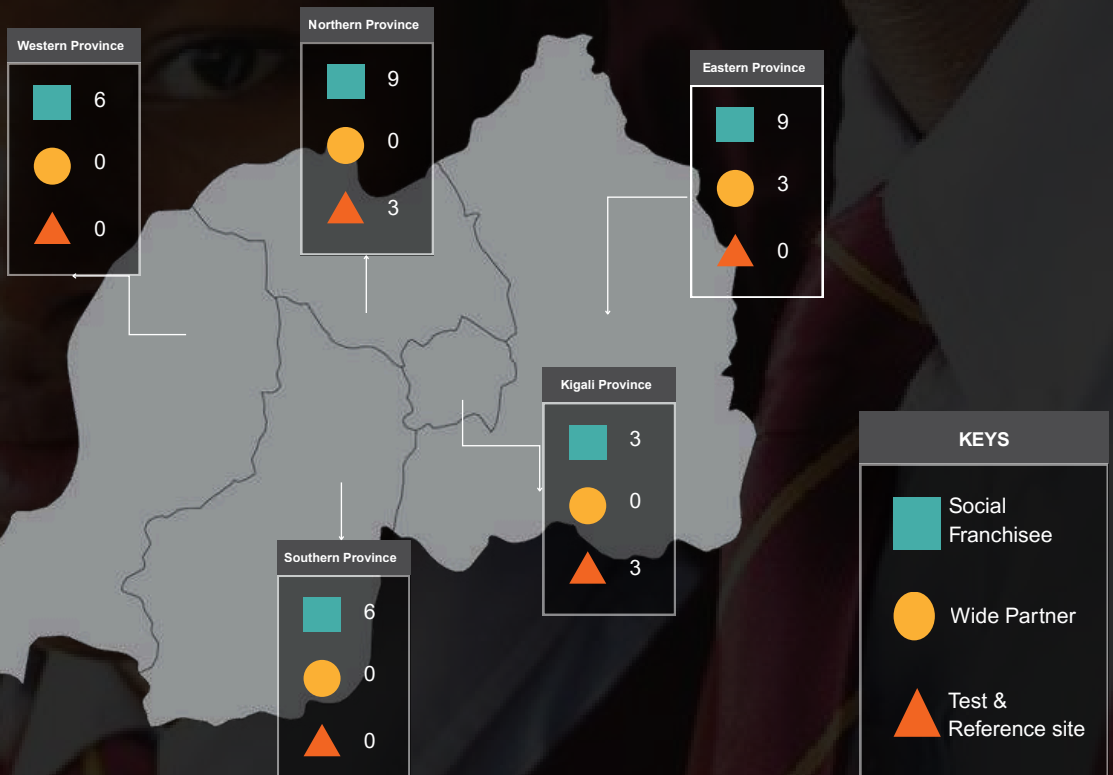 Western Province
6
0
0
Northern Province
9
0
3
Eastern Province
9
3
0
Kigali Province
3
0
3
Southern Province
6
0
0
KEYS
Social
Franchisee
Wide Partner
Test &
Reference site